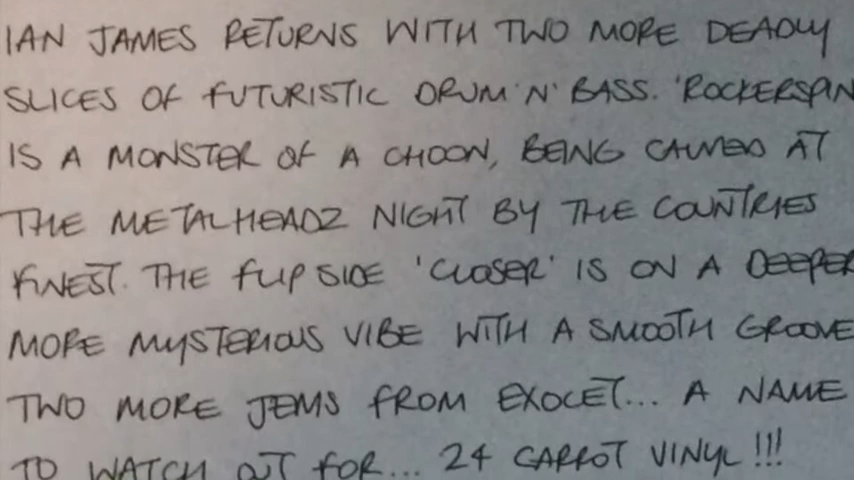 IAN JAMES RETURNS WITH TWO MORE DEADLY
SLICES OF FUTURISTIC DRUM 'N' BASS. 'ROCKERSPIN
IS A MONSTER OF A CHOON, BEING CAUNED AT
THE METALHEADZ NIGHT BY THE COUNTRIES
FINEST. THE FLIP SIDE 'CLOSER' IS ON A DEEPER
MORE MYSTERIOUS VIBE WITH A SMOOTH GROOVE
TWO MORE JEMS FROM EXOCET... A NAME
TO WATCH OUT FOR... 24 CARROT VINYL!!!